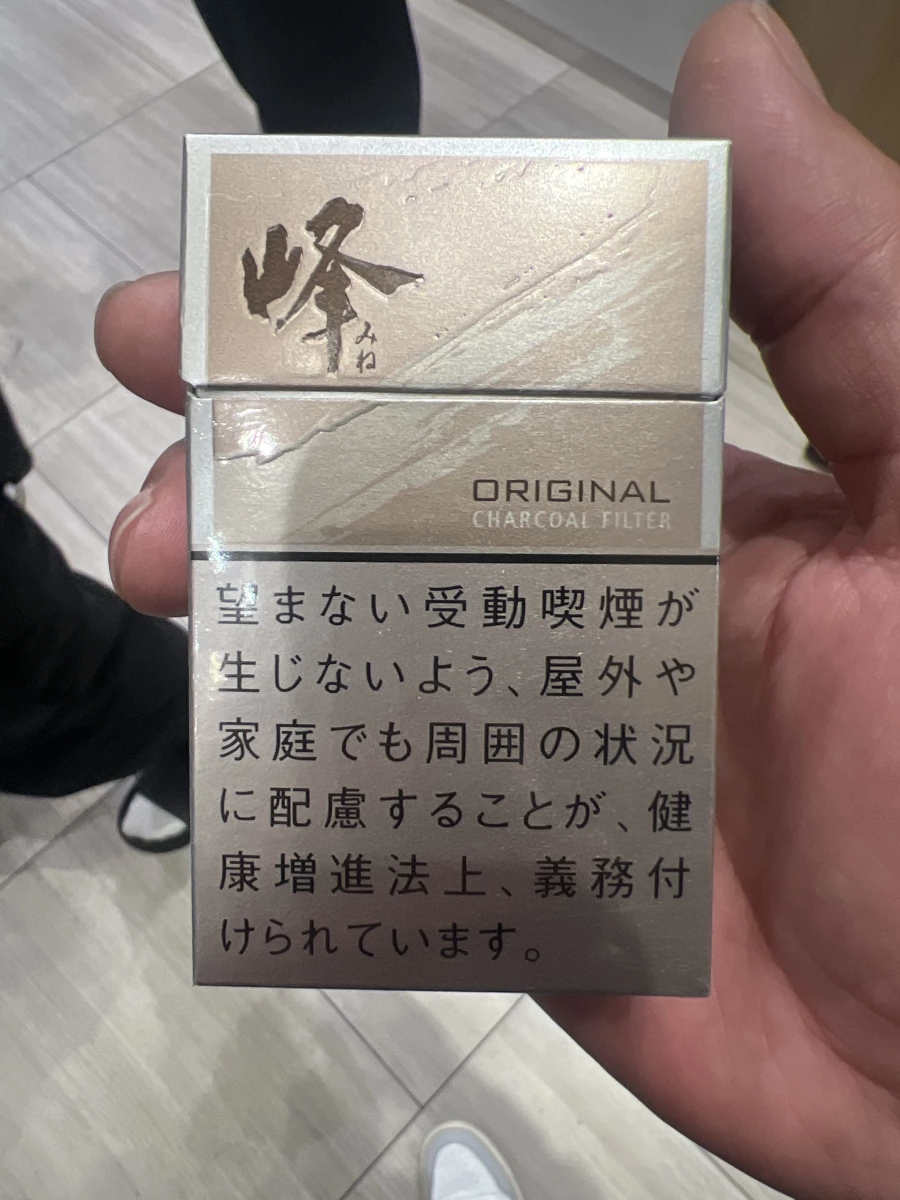 峰
みね
ORIGINAL
CHARCOAL FILTER
望まない受動喫煙が
生じないよう、屋外や
家庭でも周囲の状況
に配慮することが、健
康増進法上、義務付
けられています。